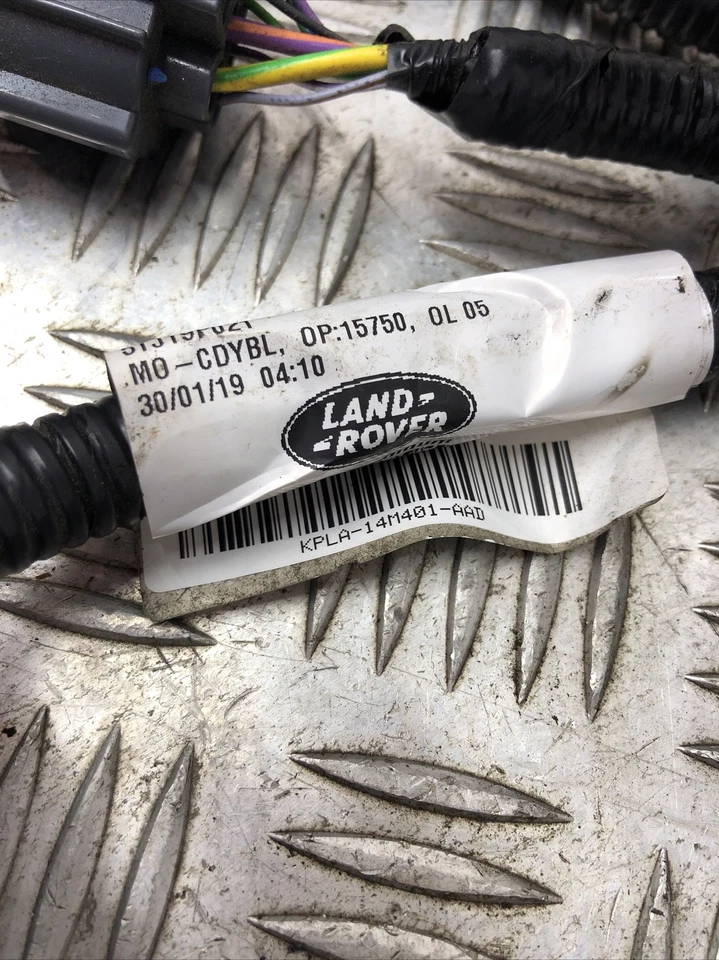 MO-CDYBL, OP:15750, OL 05
30/01/19 04:10
LAND-
-ROVER
KPLA-14M401-AAD